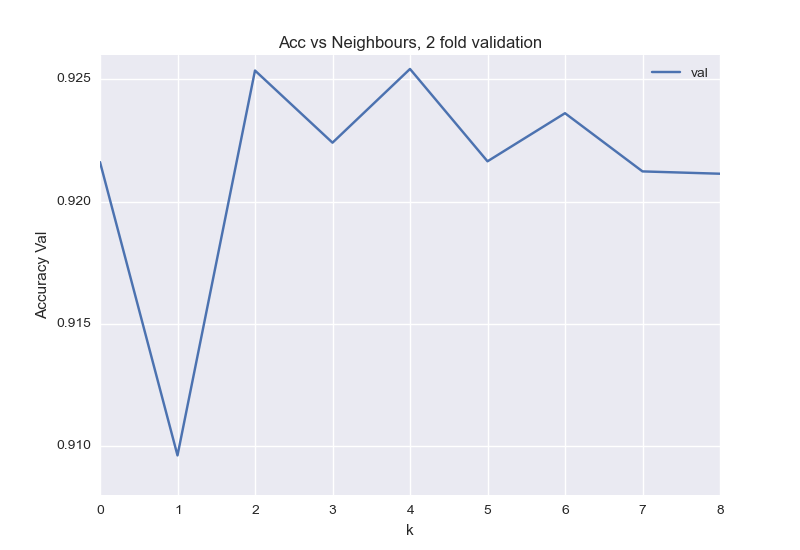 Acc vs Neighbours, 2 fold validation
val
0.925
0.920
0.915
0.910
Accuracy Val
0 1 2 3 4 5 6 7 8
k